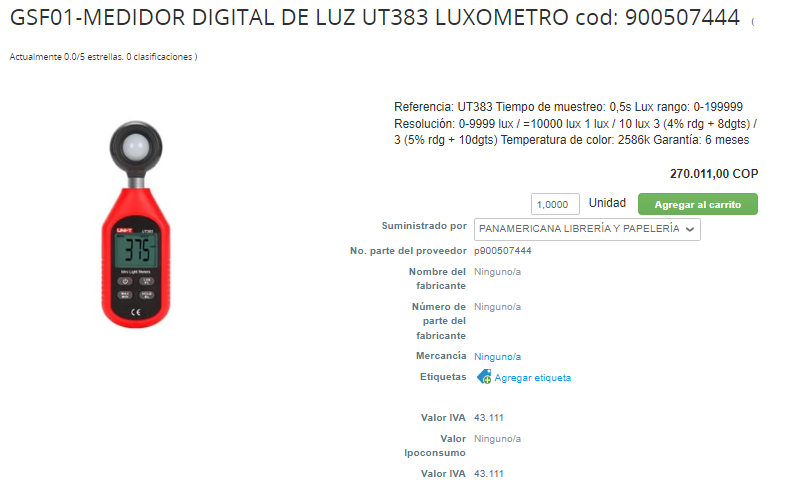 GSF01-MEDIDOR DIGITAL DE LUZ UT383 LUXOMETRO cod: 900507444 (
Actualmente 0.0/5 estrellas. 0 clasificaciones )
Referencia: UT383 Tiempo de muestreo: 0,5s Lux rango: 0-199999
Resolución: 0-9999 lux / =10000 lux 1 lux / 10 lux 3 (4% rdg + 8dgts) /
3 (5% rdg + 10dgts) Temperatura de color: 2586k Garantía: 6 meses
270.011,00 COP
1,0000 Unidad Agregar al carrito
Suministrado por PANAMERICANA LIBRERÍA Y PAPELERÍA
No. parte del proveedor p900507444
Nombre del Ninguno/a
fabricante
Número de Ninguno/a
parte del
fabricante
Mercancía Ninguno/a
Etiquetas Agregar etiqueta
Valor IVA 43.111
Valor Ninguno/a
Ipoconsumo
Valor IVA 43.111
UNI-T UT383
375
Mini Light Meters
CE